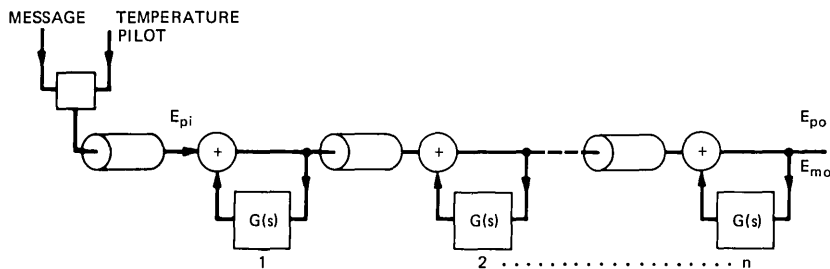 MESSAGE TEMPERATURE
PILOT
E_pi
E_po
E_mo
+ + +
G(s) G(s) G(s)
1 2 . . . . . . . . . . . . . . . . . n